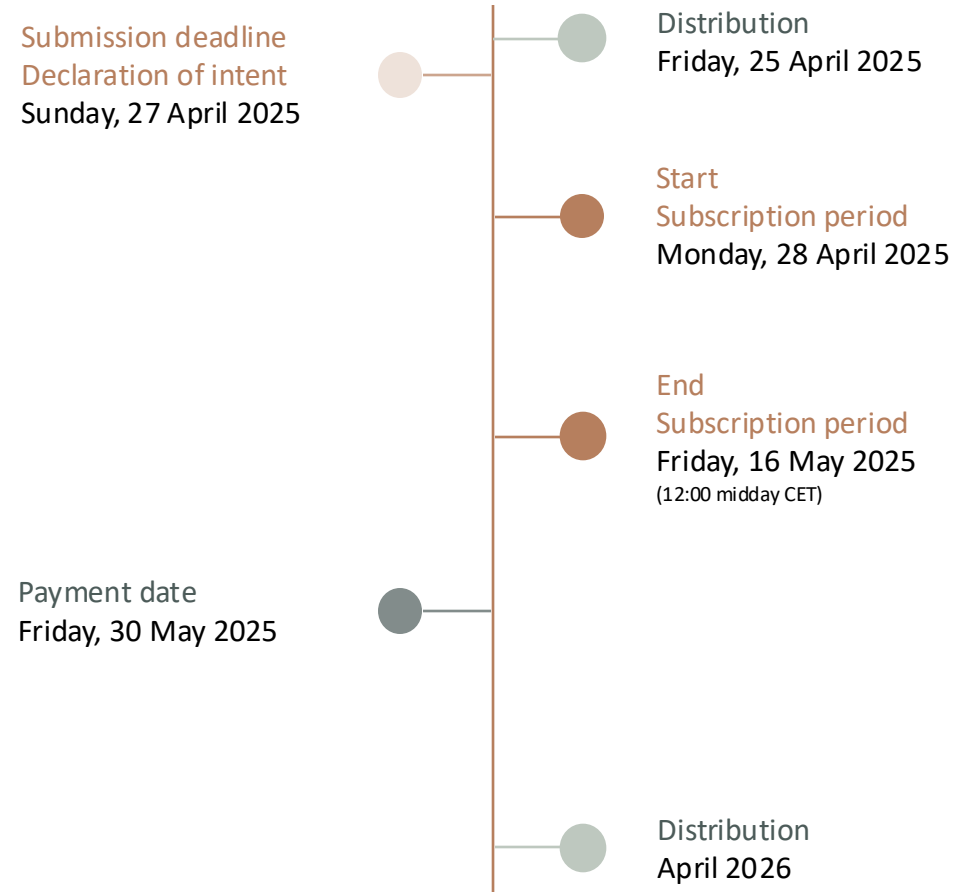 Distribution
Friday, 25 April 2025
Submission deadline
Declaration of intent
Sunday, 27 April 2025
Start
Subscription period
Monday, 28 April 2025
End
Subscription period
Friday, 16 May 2025
(12:00 midday CET)
Payment date
Friday, 30 May 2025
Distribution
April 2026